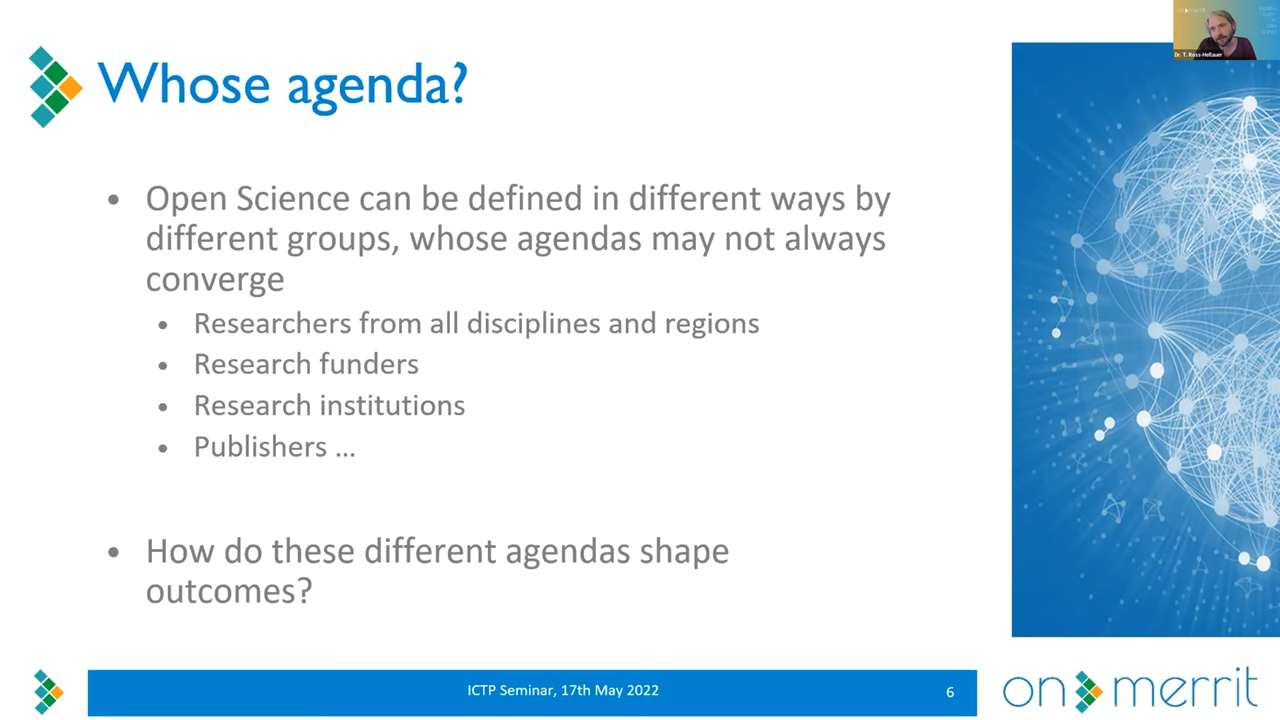 on merrit
Dr. T. Ross-Hellauer
Whose agenda?
• Open Science can be defined in different ways by
different groups, whose agendas may not always
converge
• Researchers from all disciplines and regions
• Research funders
• Research institutions
• Publishers ...
• How do these different agendas shape
outcomes?
ICTP Seminar, 17th May 2022
6
on merrit